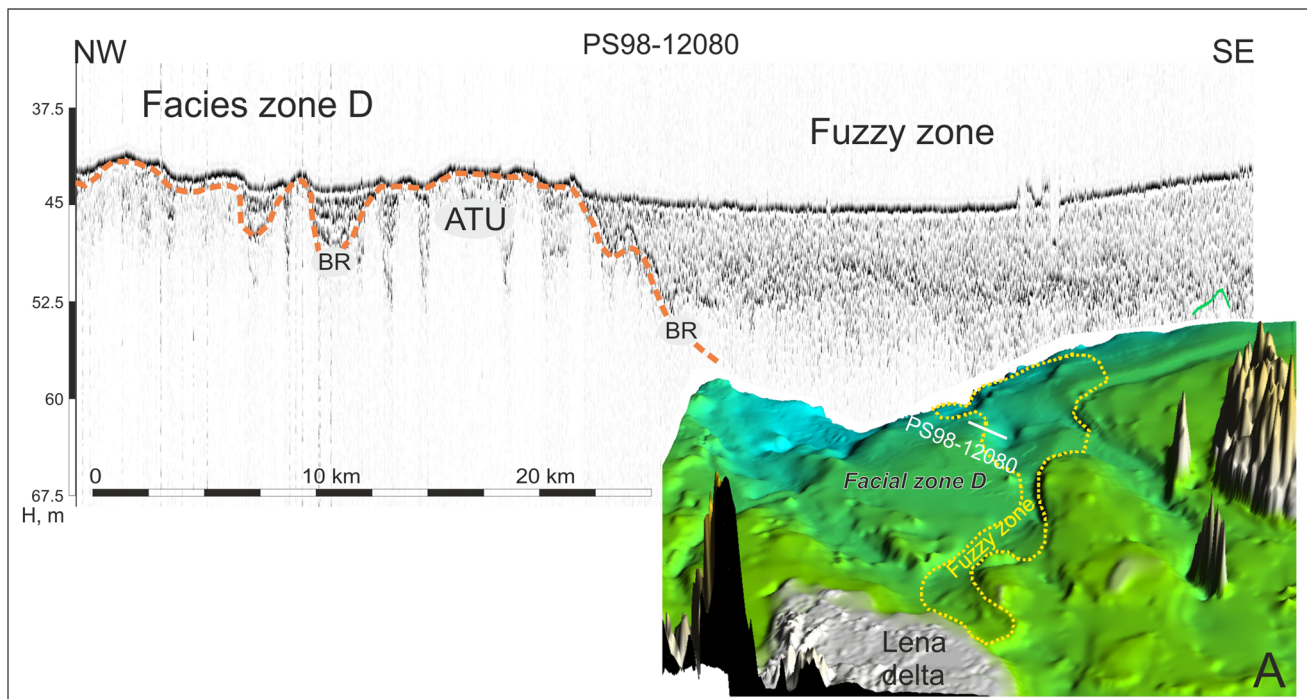 NW
PS98-12080
SE
Facies zone D
Fuzzy zone
37.5
45
52.5
60
67.5
H, m
ATU
BR
BR
0
10 km
20 km
PS98-12080
Facial zone D
Fuzzy zone
Lena
delta
A